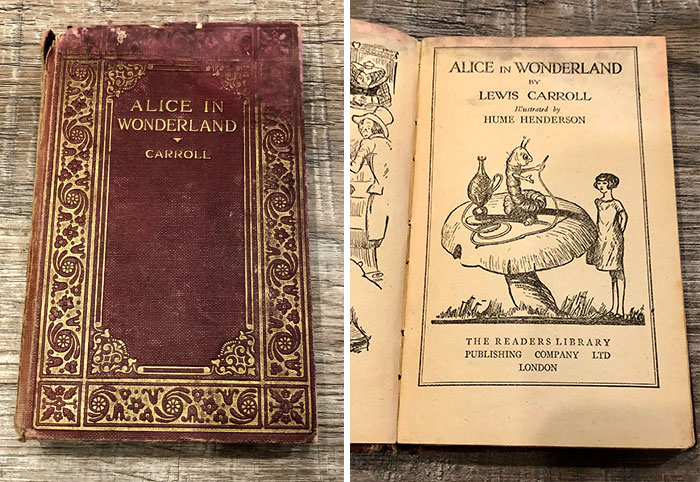 ALICE IN
WONDERLAND
CARROLL
ALICE IN WONDERLAND
BY
LEWIS CARROLL
Illustrated by
HUME HENDERSON
THE READERS LIBRARY
PUBLISHING COMPANY LTD
LONDON